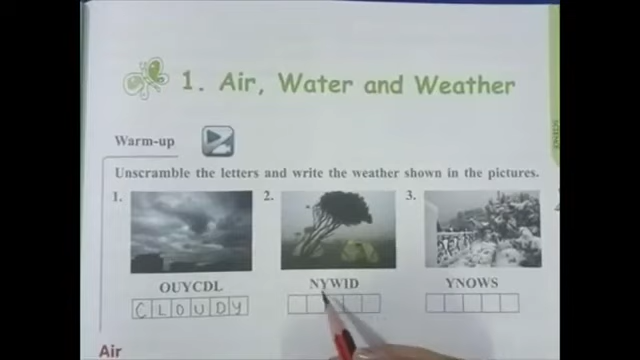 1. Air, Water and Weather
Warm-up
Unscramble the letters and write the weather shown in the pictures.
1. 2. 3.
OUYCDL NYWID YNOWS
CLOUDY
Air